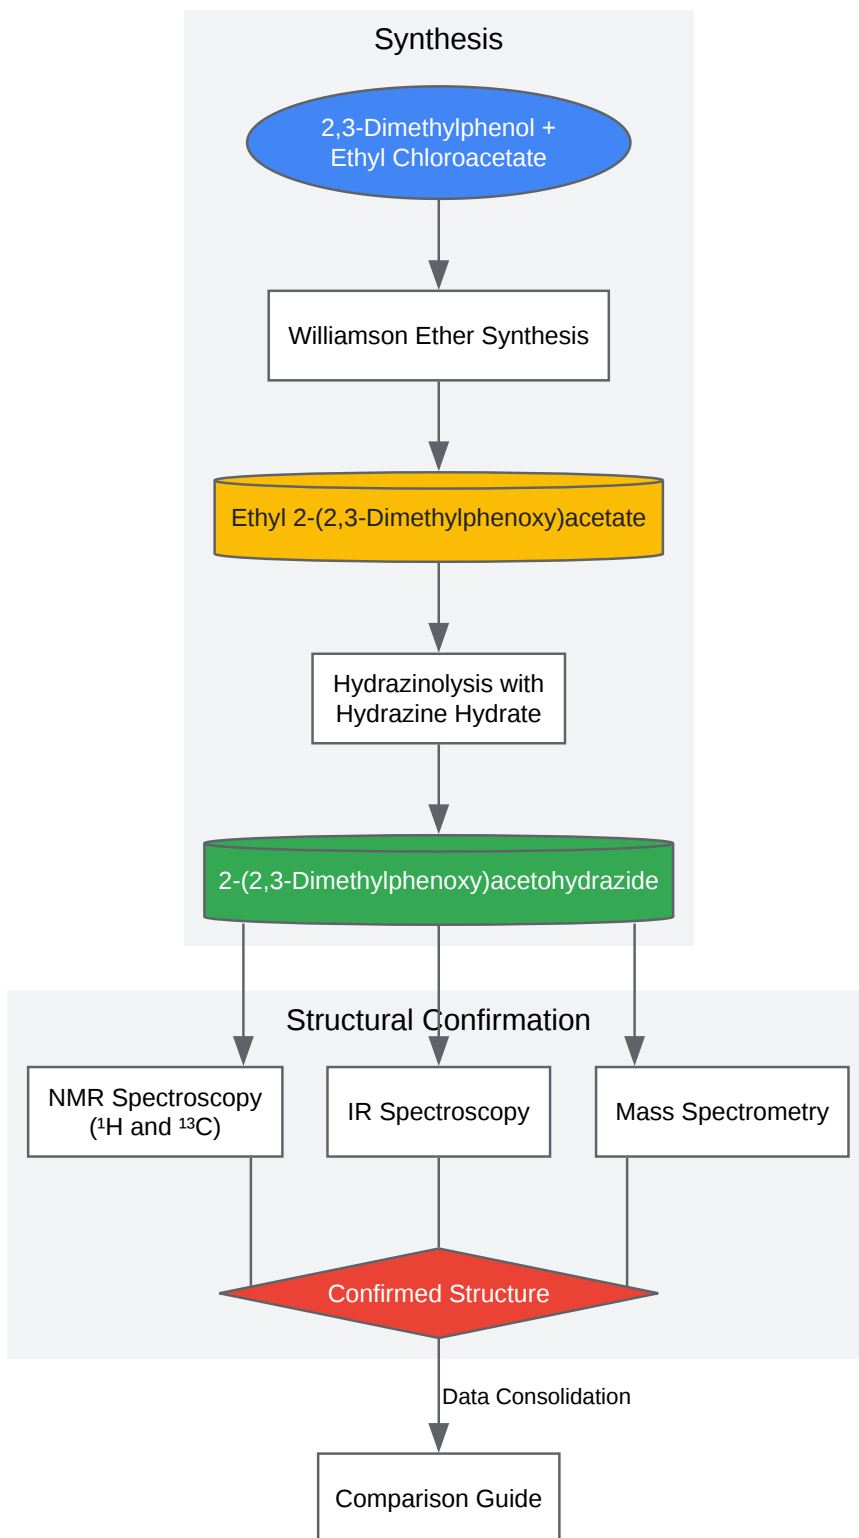 Synthesis
2,3-Dimethylphenol +
Ethyl Chloroacetate
Williamson Ether Synthesis
Ethyl 2-(2,3-Dimethylphenoxy)acetate
Hydrazinolysis with
Hydrazine Hydrate
2-(2,3-Dimethylphenoxy)acetohydrazide
Structural Confirmation
NMR Spectroscopy
(¹H and ¹³C)
IR Spectroscopy
Mass Spectrometry
Confirmed Structure
Data Consolidation
Comparison Guide